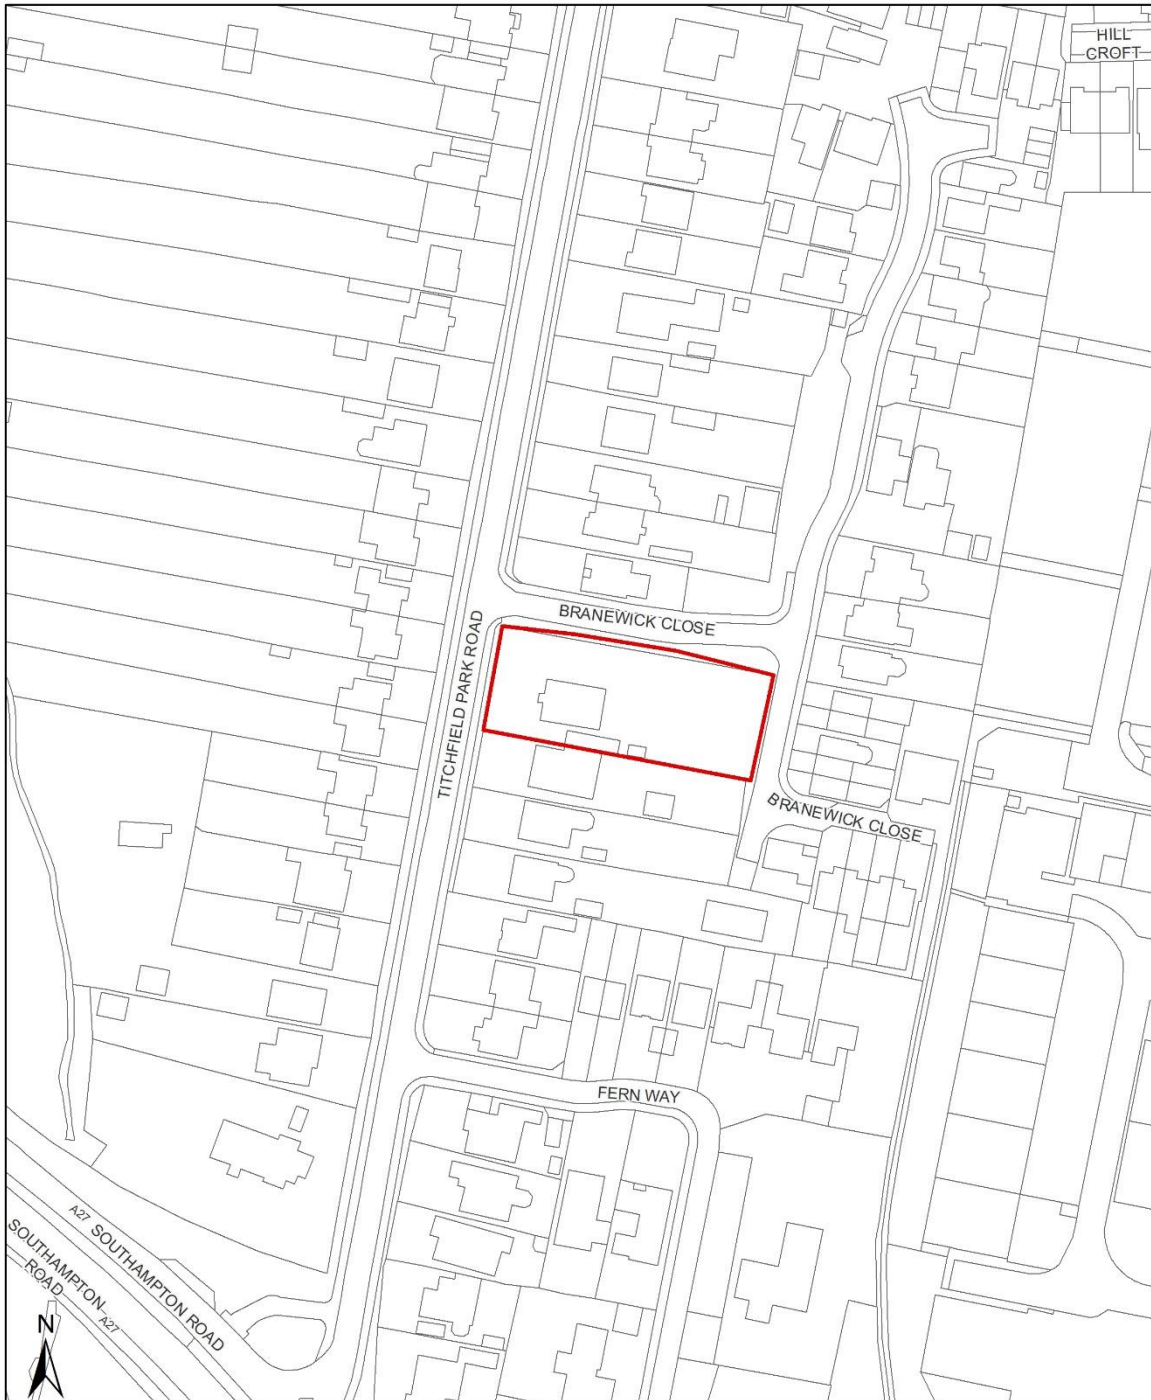 HILL
CROFT
BRANEWICK CLOSE
TITCHFIELD PARK ROAD
BRANEWICK CLOSE
FERN WAY
A27 SOUTHAMPTON ROAD
SOUTHAMPTON
ROAD
A27
N